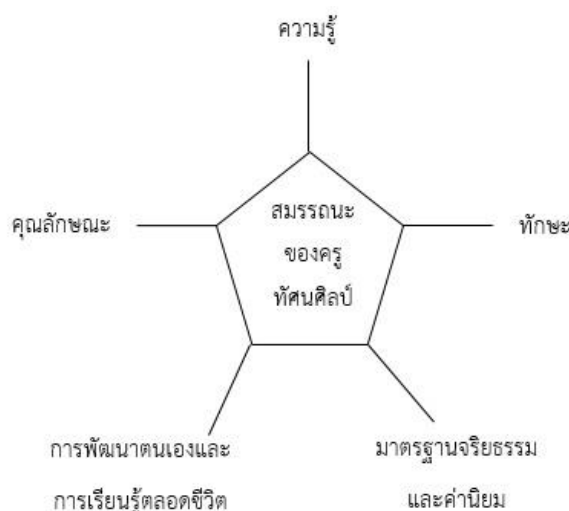 ความรู้
คุณลักษณะ
สมรรถนะ
ของครู
ทัศนศิลป์
ทักษะ
การพัฒนาตนเองและ
การเรียนรู้ตลอดชีวิต
มาตรฐานจริยธรรม
และค่านิยม